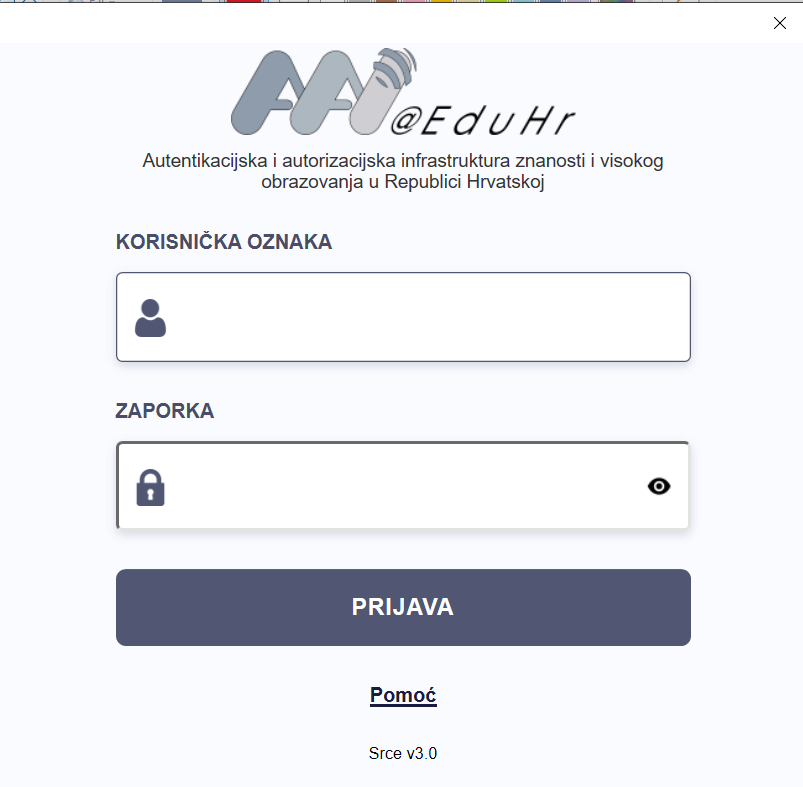 AAI@EduHr
Autentikacijska i autorizacijska infrastruktura znanosti i visokog
obrazovanja u Republici Hrvatskoj
KORISNIČKA OZNAKA
ZAPORKA
PRIJAVA
Pomoć
Srce v3.0